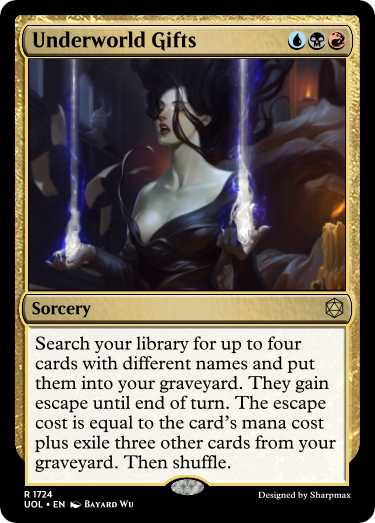 Underworld Gifts
Sorcery
Search your library for up to four
cards with different names and put
them into your graveyard. They gain
escape until end of turn. The escape
cost is equal to the card's mana cost
plus exile three other cards from your
graveyard. Then shuffle.
R 1724
UOL • EN Bayard Wu
Designed by Sharpmax